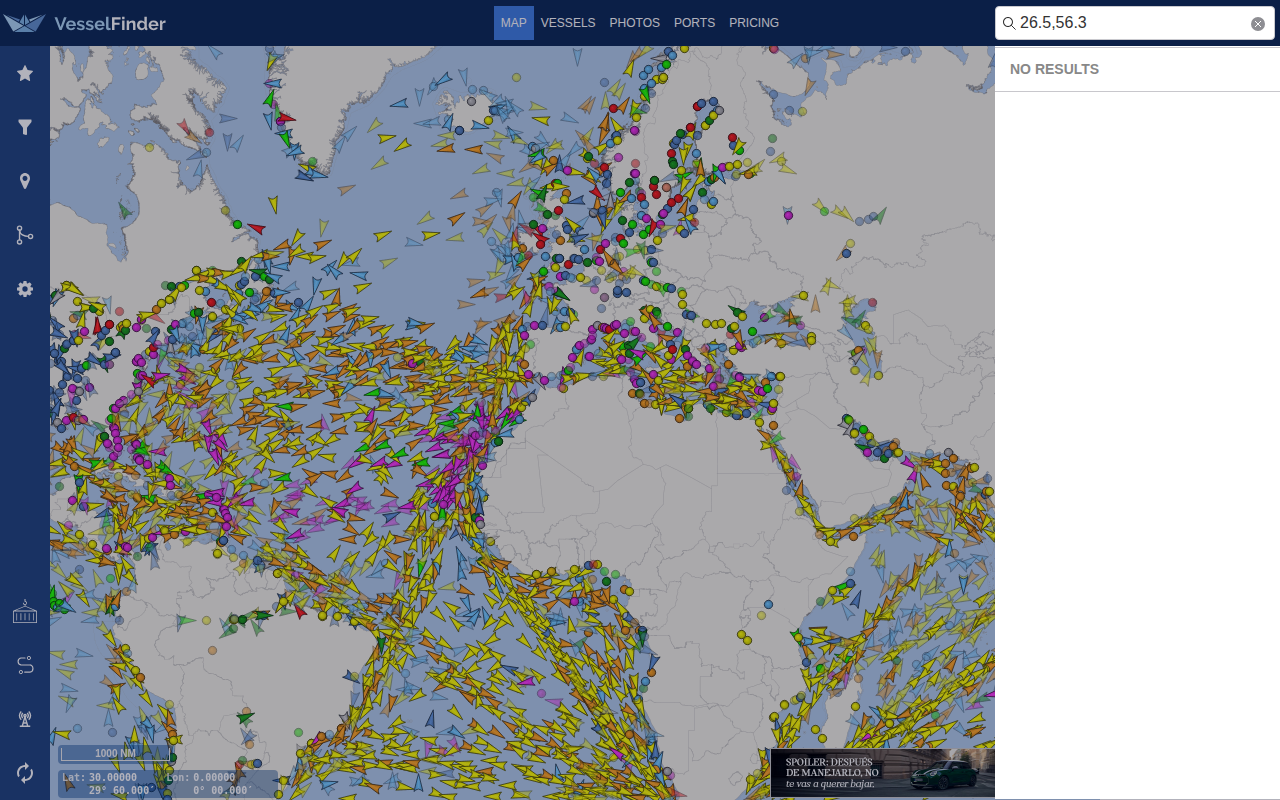 VesselFinder
MAP
VESSELS
PHOTOS
PORTS
PRICING
26.5,56.3
NO RESULTS
1000 NM
Lat: 30.00000 Lon: 0.00000
29° 60.000´ 0° 00.000´
SPOILER: DESPUÉS
DE MANEJARLO, NO
te vas a querer bajar.